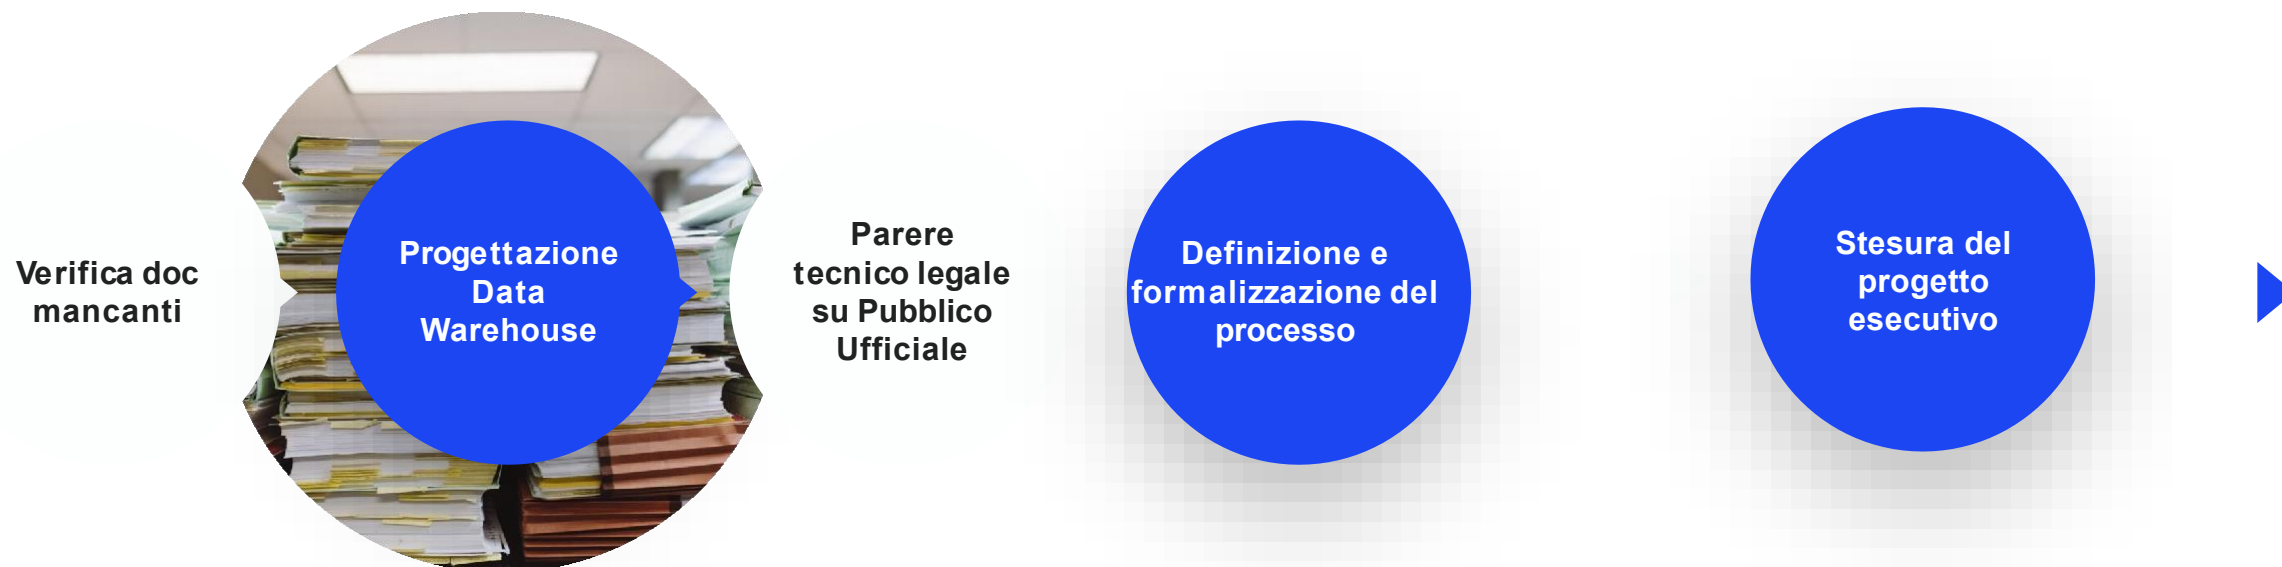 Verifica doc
mancanti
Progettazione
Data
Warehouse
Parere
tecnico legale
su Pubblico
Ufficiale
Definizione e
formalizzazione del
processo
Stesura del
progetto
esecutivo